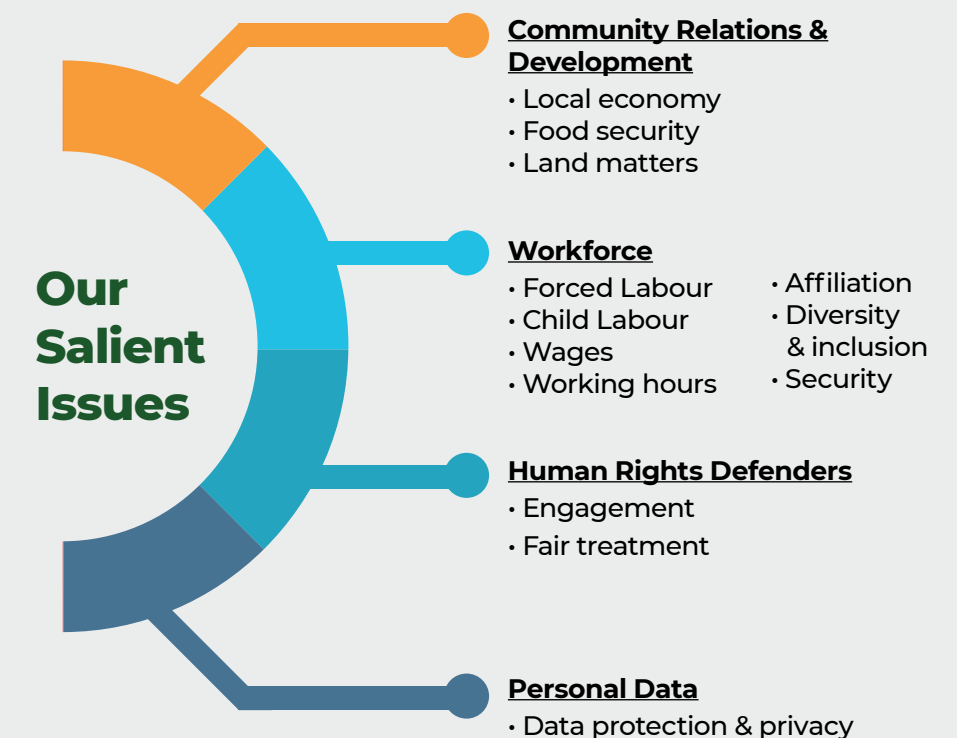 Our
Salient
Issues
Community Relations &
Development
• Local economy
• Food security
• Land matters
Workforce
• Forced Labour
• Child Labour
• Wages
• Working hours
• Affiliation
• Diversity
& inclusion
• Security
Human Rights Defenders
• Engagement
• Fair treatment
Personal Data
• Data protection & privacy